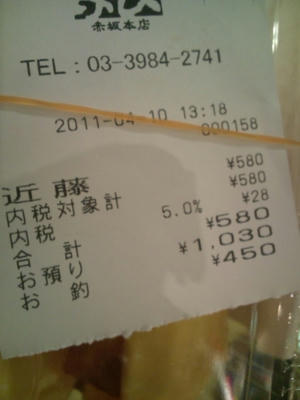 赤坂本店
TEL：03-3984-2741
2011-04-10 13:18
000158
近藤 ¥580
内税対象計 ¥580
内税 5.0% ¥28
合計 ¥580
お預り ¥1,030
お釣 ¥450